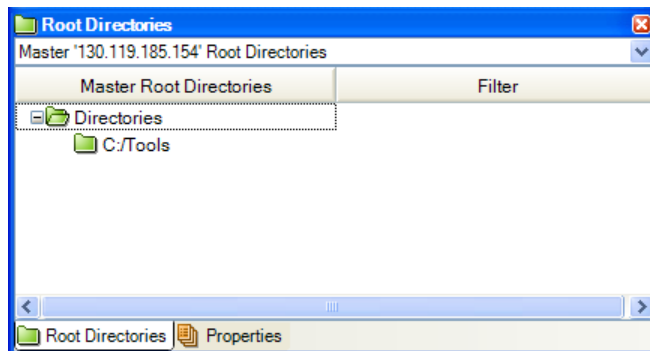 Root Directories
Master '130.119.185.154' Root Directories
Master Root Directories Filter
Directories
C:/Tools
Root Directories Properties